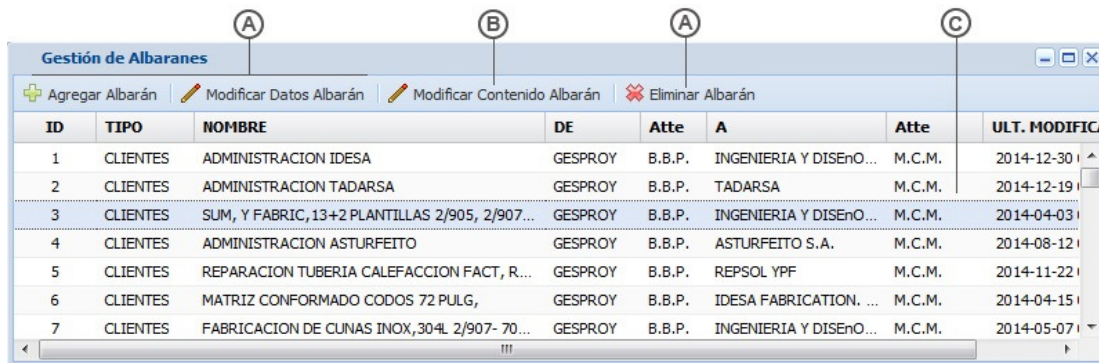 A B A C
Gestión de Albaranes
Agregar Albarán Modificar Datos Albarán Modificar Contenido Albarán Eliminar Albarán
ID TIPO NOMBRE DE Atte A Atte ULT. MODIFICA
1 CLIENTES ADMINISTRACION IDESA GESPROY B.B.P. INGENIERIA Y DISEnO... M.C.M. 2014-12-30
2 CLIENTES ADMINISTRACION TADARSA GESPROY B.B.P. TADARSA M.C.M. 2014-12-19
3 CLIENTES SUM, Y FABRIC,13+2 PLANTILLAS 2/905, 2/907... GESPROY B.B.P. INGENIERIA Y DISEnO... M.C.M. 2014-04-03
4 CLIENTES ADMINISTRACION ASTURFEITO GESPROY B.B.P. ASTURFEITO S.A. M.C.M. 2014-08-12
5 CLIENTES REPARACION TUBERIA CALEFACCION FACT, R... GESPROY B.B.P. REPSOL YPF M.C.M. 2014-11-22
6 CLIENTES MATRIZ CONFORMADO CODOS 72 PULG, GESPROY B.B.P. IDESA FABRICATION. ... M.C.M. 2014-04-15
7 CLIENTES FABRICACION DE CUNAS INOX,304L 2/907- 70... GESPROY B.B.P. INGENIERIA Y DISEnO... M.C.M. 2014-05-07